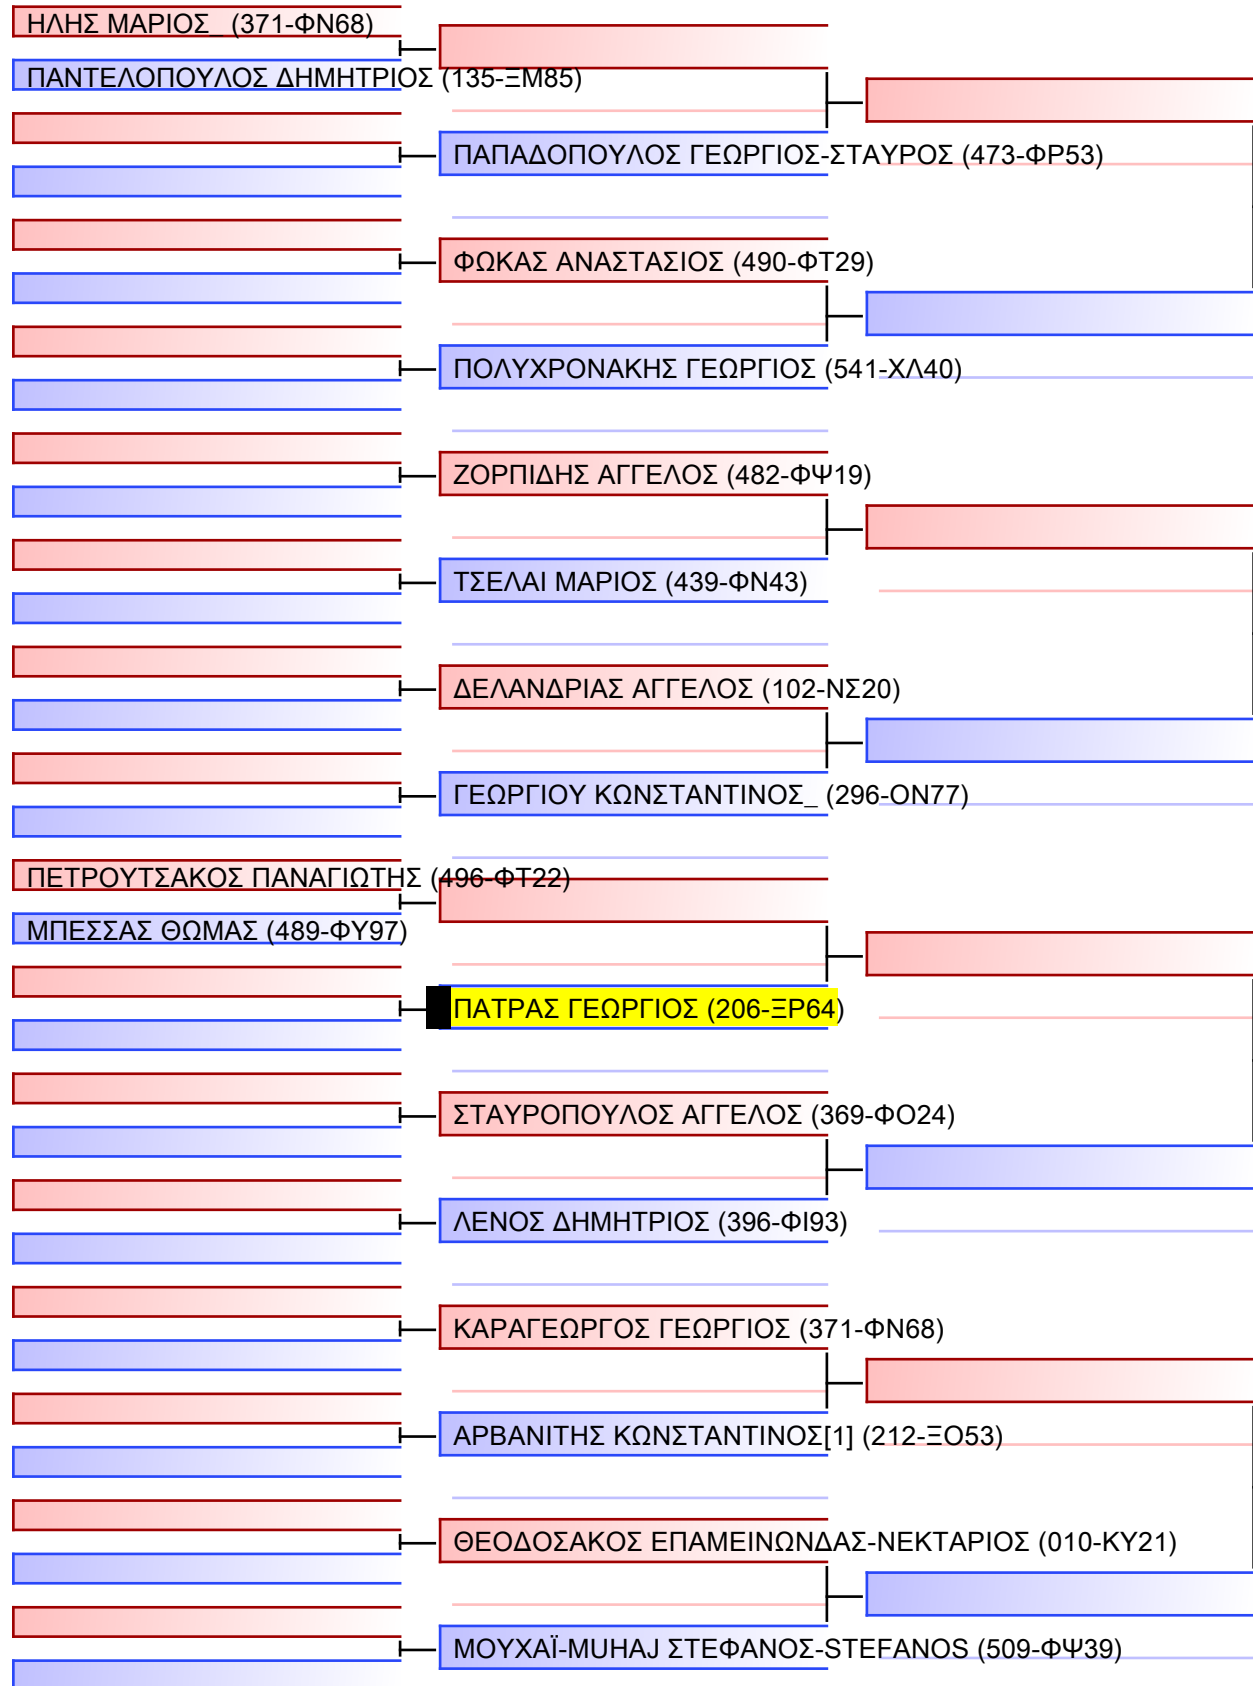 ΗΛΗΣ ΜΑΡΙΟΣ_ (371-ΦΝ68)
ΠΑΝΤΕΛΟΠΟΥΛΟΣ ΔΗΜΗΤΡΙΟΣ (135-ΞΜ85)
ΠΑΠΑΔΟΠΟΥΛΟΣ ΓΕΩΡΓΙΟΣ-ΣΤΑΥΡΟΣ (473-ΦΡ53)
ΦΩΚΑΣ ΑΝΑΣΤΑΣΙΟΣ (490-ΦΤ29)
ΠΟΛΥΧΡΟΝΑΚΗΣ ΓΕΩΡΓΙΟΣ (541-ΧΛ40)
ΖΟΡΠΙΔΗΣ ΑΓΓΕΛΟΣ (482-ΦΨ19)
ΤΣΕΛΑΙ ΜΑΡΙΟΣ (439-ΦΝ43)
ΔΕΛΑΝΔΡΙΑΣ ΑΓΓΕΛΟΣ (102-ΝΣ20)
ΓΕΩΡΓΙΟΥ ΚΩΝΣΤΑΝΤΙΝΟΣ_ (296-ΟΝ77)
ΠΕΤΡΟΥΤΣΑΚΟΣ ΠΑΝΑΓΙΩΤΗΣ (496-ΦΤ22)
ΜΠΕΣΣΑΣ ΘΩΜΑΣ (489-ΦΥ97)
ΠΑΤΡΑΣ ΓΕΩΡΓΙΟΣ (206-ΞΡ64)
ΣΤΑΥΡΟΠΟΥΛΟΣ ΑΓΓΕΛΟΣ (369-ΦΟ24)
ΛΕΝΟΣ ΔΗΜΗΤΡΙΟΣ (396-ΦΙ93)
ΚΑΡΑΓΕΩΡΓΟΣ ΓΕΩΡΓΙΟΣ (371-ΦΝ68)
ΑΡΒΑΝΙΤΗΣ ΚΩΝΣΤΑΝΤΙΝΟΣ[1] (212-ΞΟ53)
ΘΕΟΔΟΣΑΚΟΣ ΕΠΑΜΕΙΝΩΝΔΑΣ-ΝΕΚΤΑΡΙΟΣ (010-ΚΥ21)
ΜΟΥΧΑΪ-MUHAJ ΣΤΕΦΑΝΟΣ-STEFANOS (509-ΦΨ39)